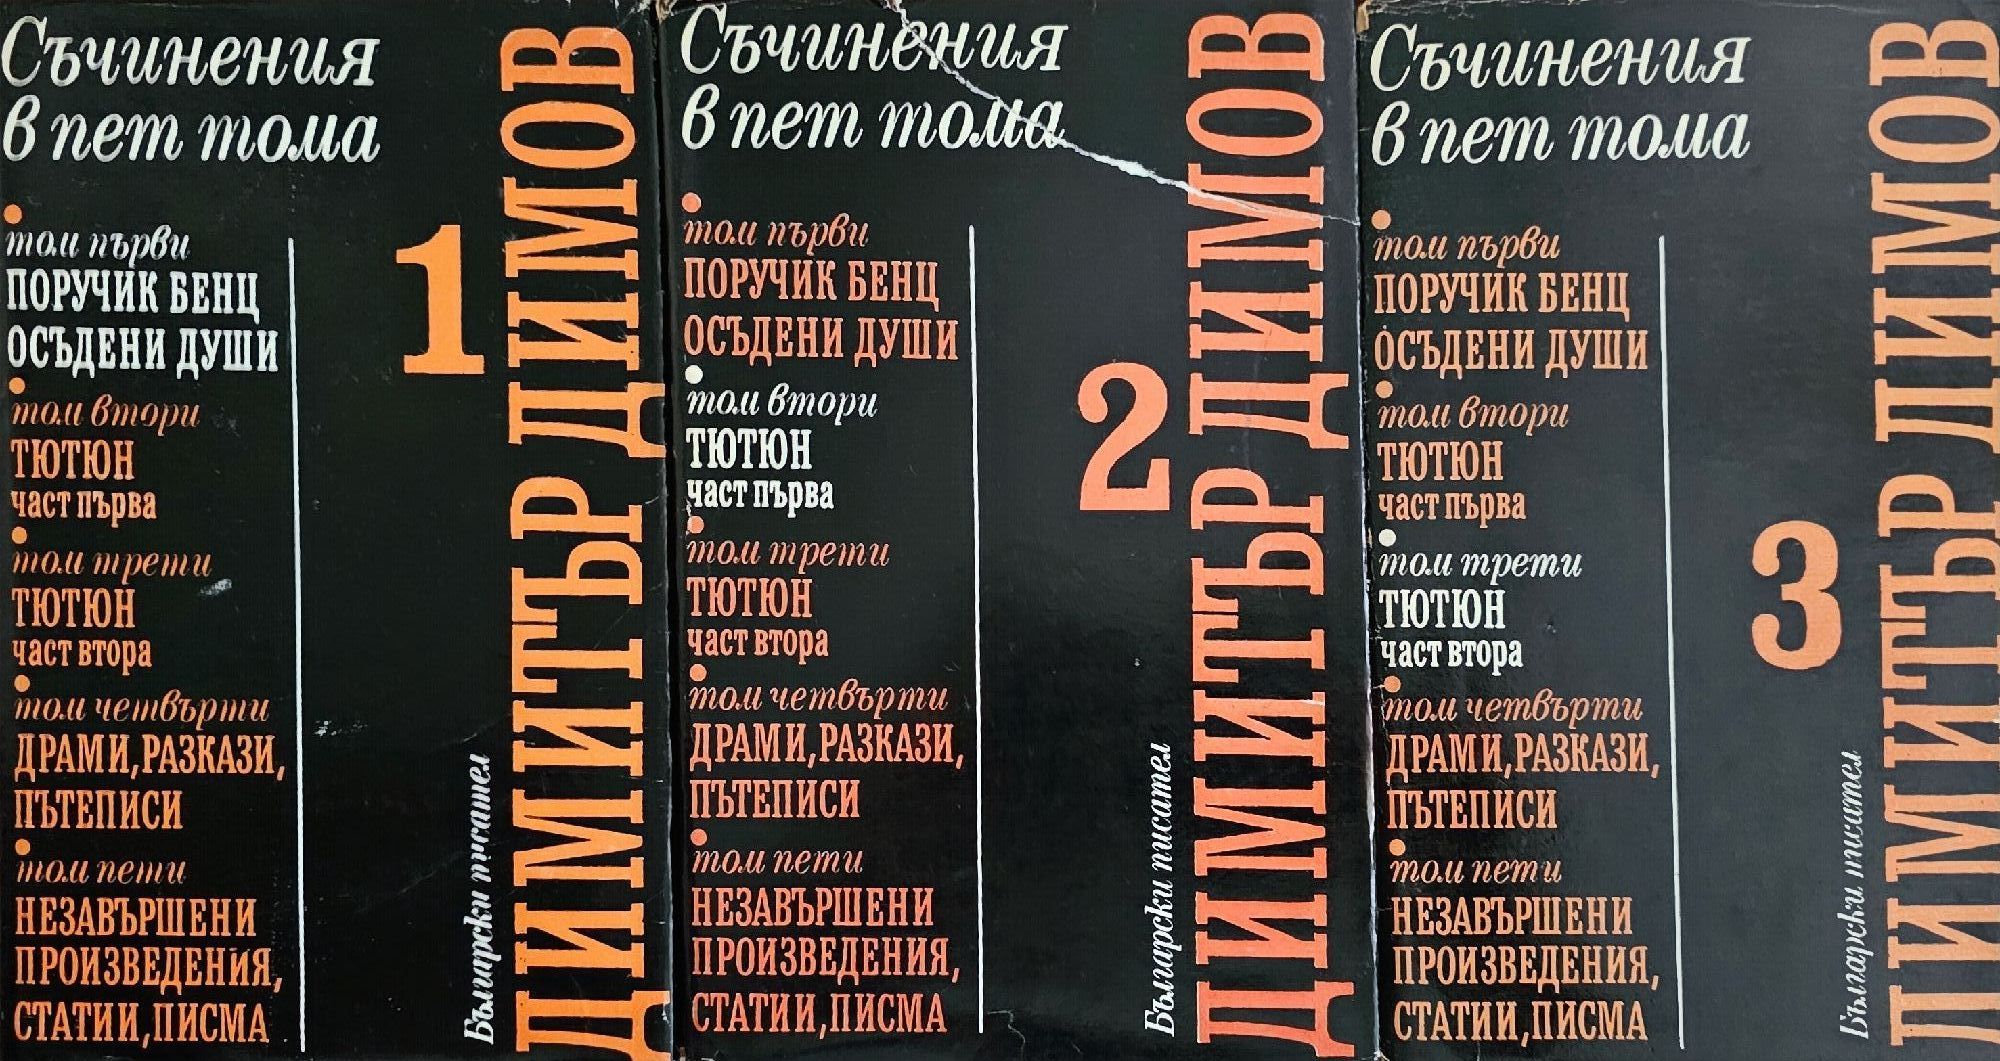 Съчинения
в пет тома
том първи
ПОРУЧИК БЕНЦ
ОСЪДЕНИ ДУШИ
том втори
ТЮТЮН
част първа
том трети
ТЮТЮН
част втора
том четвърти
ДРАМИ, РАЗКАЗИ,
ПЪТЕПИСИ
том пети
НЕЗАВЪРШЕНИ
ПРОИЗВЕДЕНИЯ,
СТАТИИ, ПИСМА
1
Български писател
ДИМИТЪР ДИМОВ
Съчинения
в пет тома
том първи
ПОРУЧИК БЕНЦ
ОСЪДЕНИ ДУШИ
том втори
ТЮТЮН
част първа
том трети
ТЮТЮН
част втора
том четвърти
ДРАМИ, РАЗКАЗИ,
ПЪТЕПИСИ
том пети
НЕЗАВЪРШЕНИ
ПРОИЗВЕДЕНИЯ,
СТАТИИ, ПИСМА
2
Български писател
ДИМИТЪР ДИМОВ
Съчинения
в пет тома
том първи
ПОРУЧИК БЕНЦ
ОСЪДЕНИ ДУШИ
том втори
ТЮТЮН
част първа
том трети
ТЮТЮН
част втора
том четвърти
ДРАМИ, РАЗКАЗИ,
ПЪТЕПИСИ
том пети
НЕЗАВЪРШЕНИ
ПРОИЗВЕДЕНИЯ,
СТАТИИ, ПИСМА
3
Български писател
ДИМИТЪР ДИМОВ